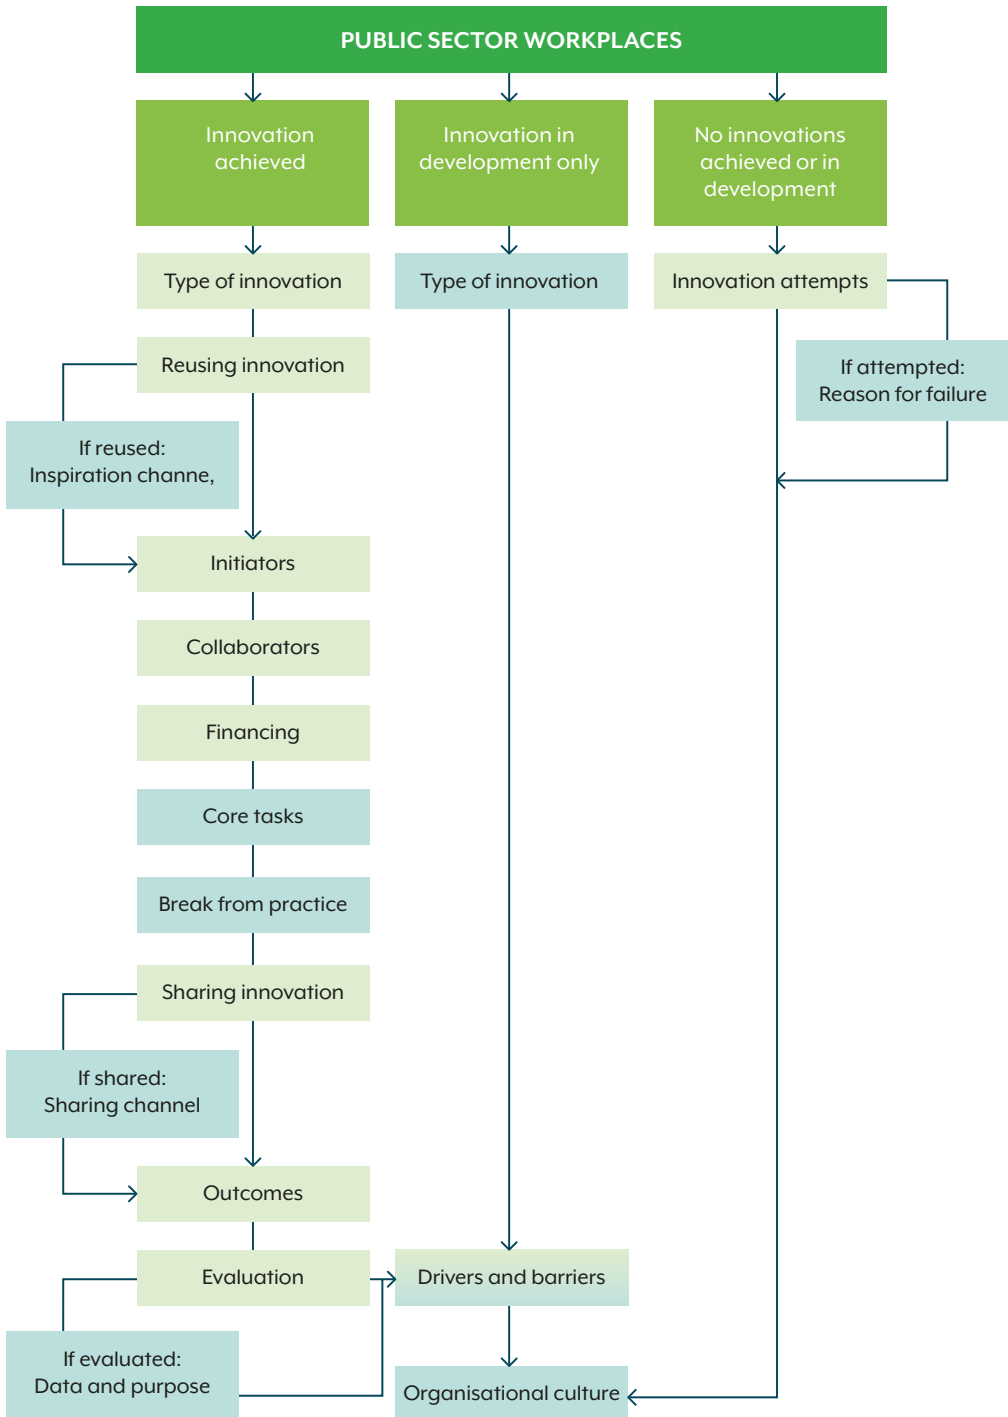 PUBLIC SECTOR WORKPLACES
Innovation
achieved
Innovation in
development only
No innovations
achieved or in
development
Type of innovation
Type of innovation
Innovation attempts
If attempted:
Reason for failure
Reusing innovation
If reused:
Inspiration channe,
Initiators
Collaborators
Financing
Core tasks
Break from practice
Sharing innovation
If shared:
Sharing channel
Outcomes
Evaluation
Drivers and barriers
If evaluated:
Data and purpose
Organisational culture